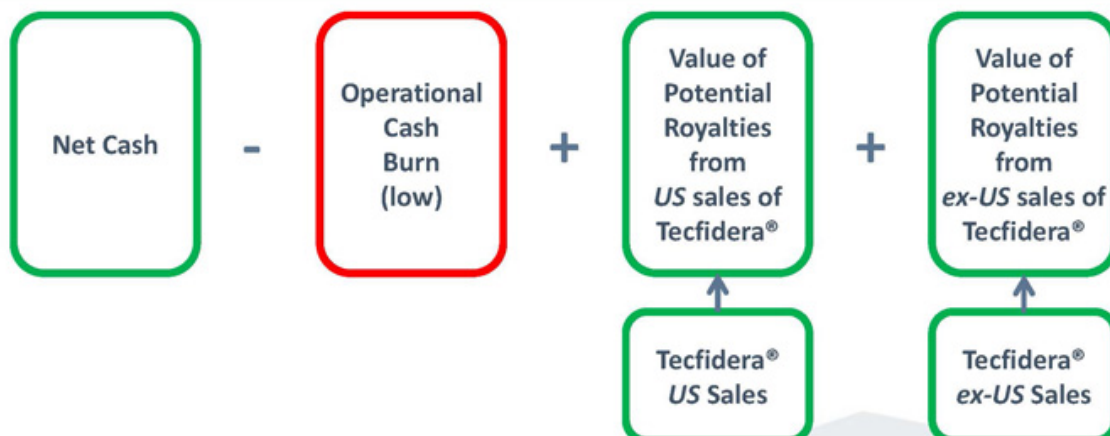 Net Cash
-
Operational
Cash
Burn
(low)
+
Value of
Potential
Royalties
from
US sales of
Tecfidera®
+
Value of
Potential
Royalties
from
ex-US sales of
Tecfidera®
Tecfidera®
US Sales
Tecfidera®
ex-US Sales